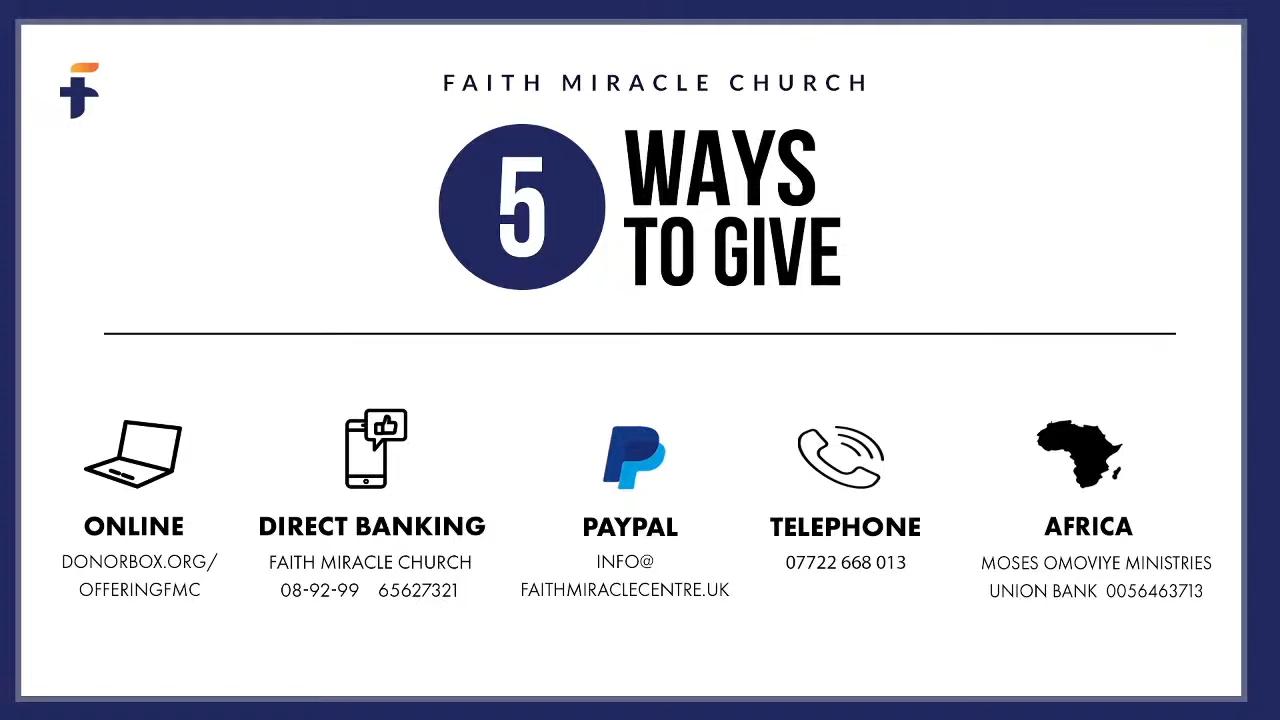 FAITH MIRACLE CHURCH
5 WAYS
TO GIVE
ONLINE
DONORBOX.ORG/
OFFERINGFMC
DIRECT BANKING
FAITH MIRACLE CHURCH
08-92-99 65627321
PAYPAL
INFO@
FAITHMIRACLECENTRE.UK
TELEPHONE
07722 668 013
AFRICA
MOSES OMOVIYE MINISTRIES
UNION BANK 0056463713